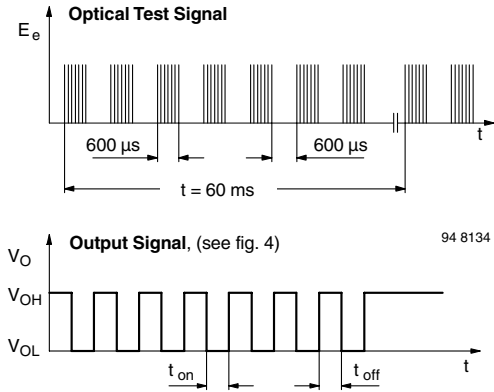 Optical Test Signal
E e
t
600 µs
600 µs
t = 60 ms
Output Signal, (see fig. 4)
94 8134
V O
V OH
V OL
t on
t off
t